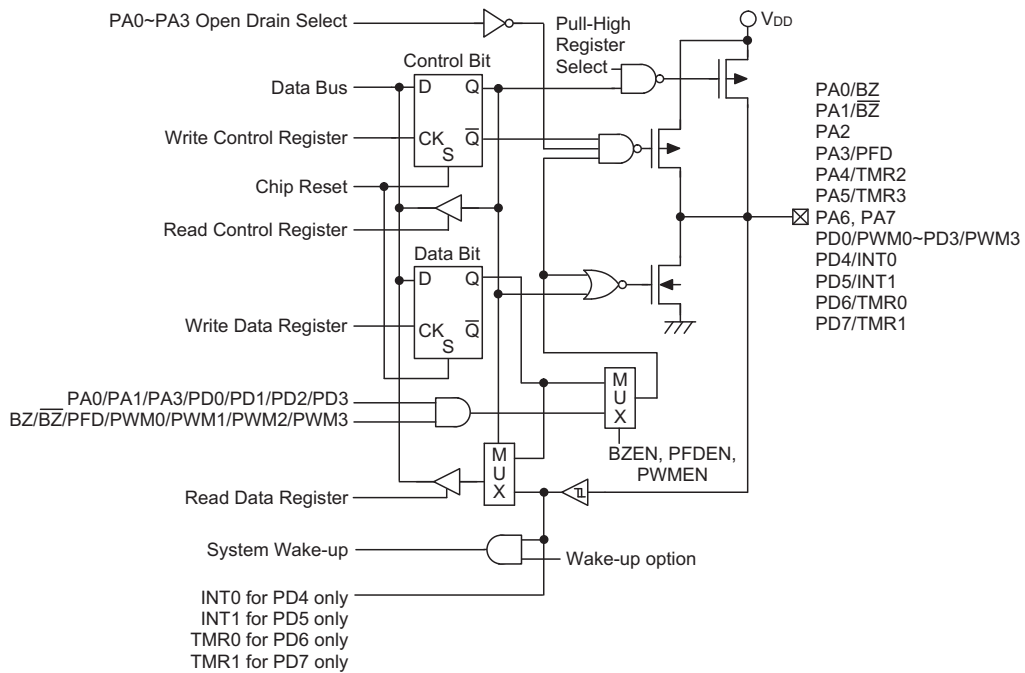 PA0~PA3 Open Drain Select
Pull-High
Register
Select
VDD
Control Bit
Data Bus
D
Q
Write Control Register
CK
Q̅
S
Chip Reset
Read Control Register
Data Bit
D
Q
Write Data Register
CK
Q̅
S
PA0/BZ
PA1/B̅Z̅
PA2
PA3/PFD
PA4/TMR2
PA5/TMR3
PA6, PA7
PD0/PWM0~PD3/PWM3
PD4/INT0
PD5/INT1
PD6/TMR0
PD7/TMR1
PA0/PA1/PA3/PD0/PD1/PD2/PD3
BZ/B̅Z̅/PFD/PWM0/PWM1/PWM2/PWM3
M
U
X
BZEN, PFDEN,
PWMEN
M
U
X
Read Data Register
System Wake-up
Wake-up option
INT0 for PD4 only
INT1 for PD5 only
TMR0 for PD6 only
TMR1 for PD7 only